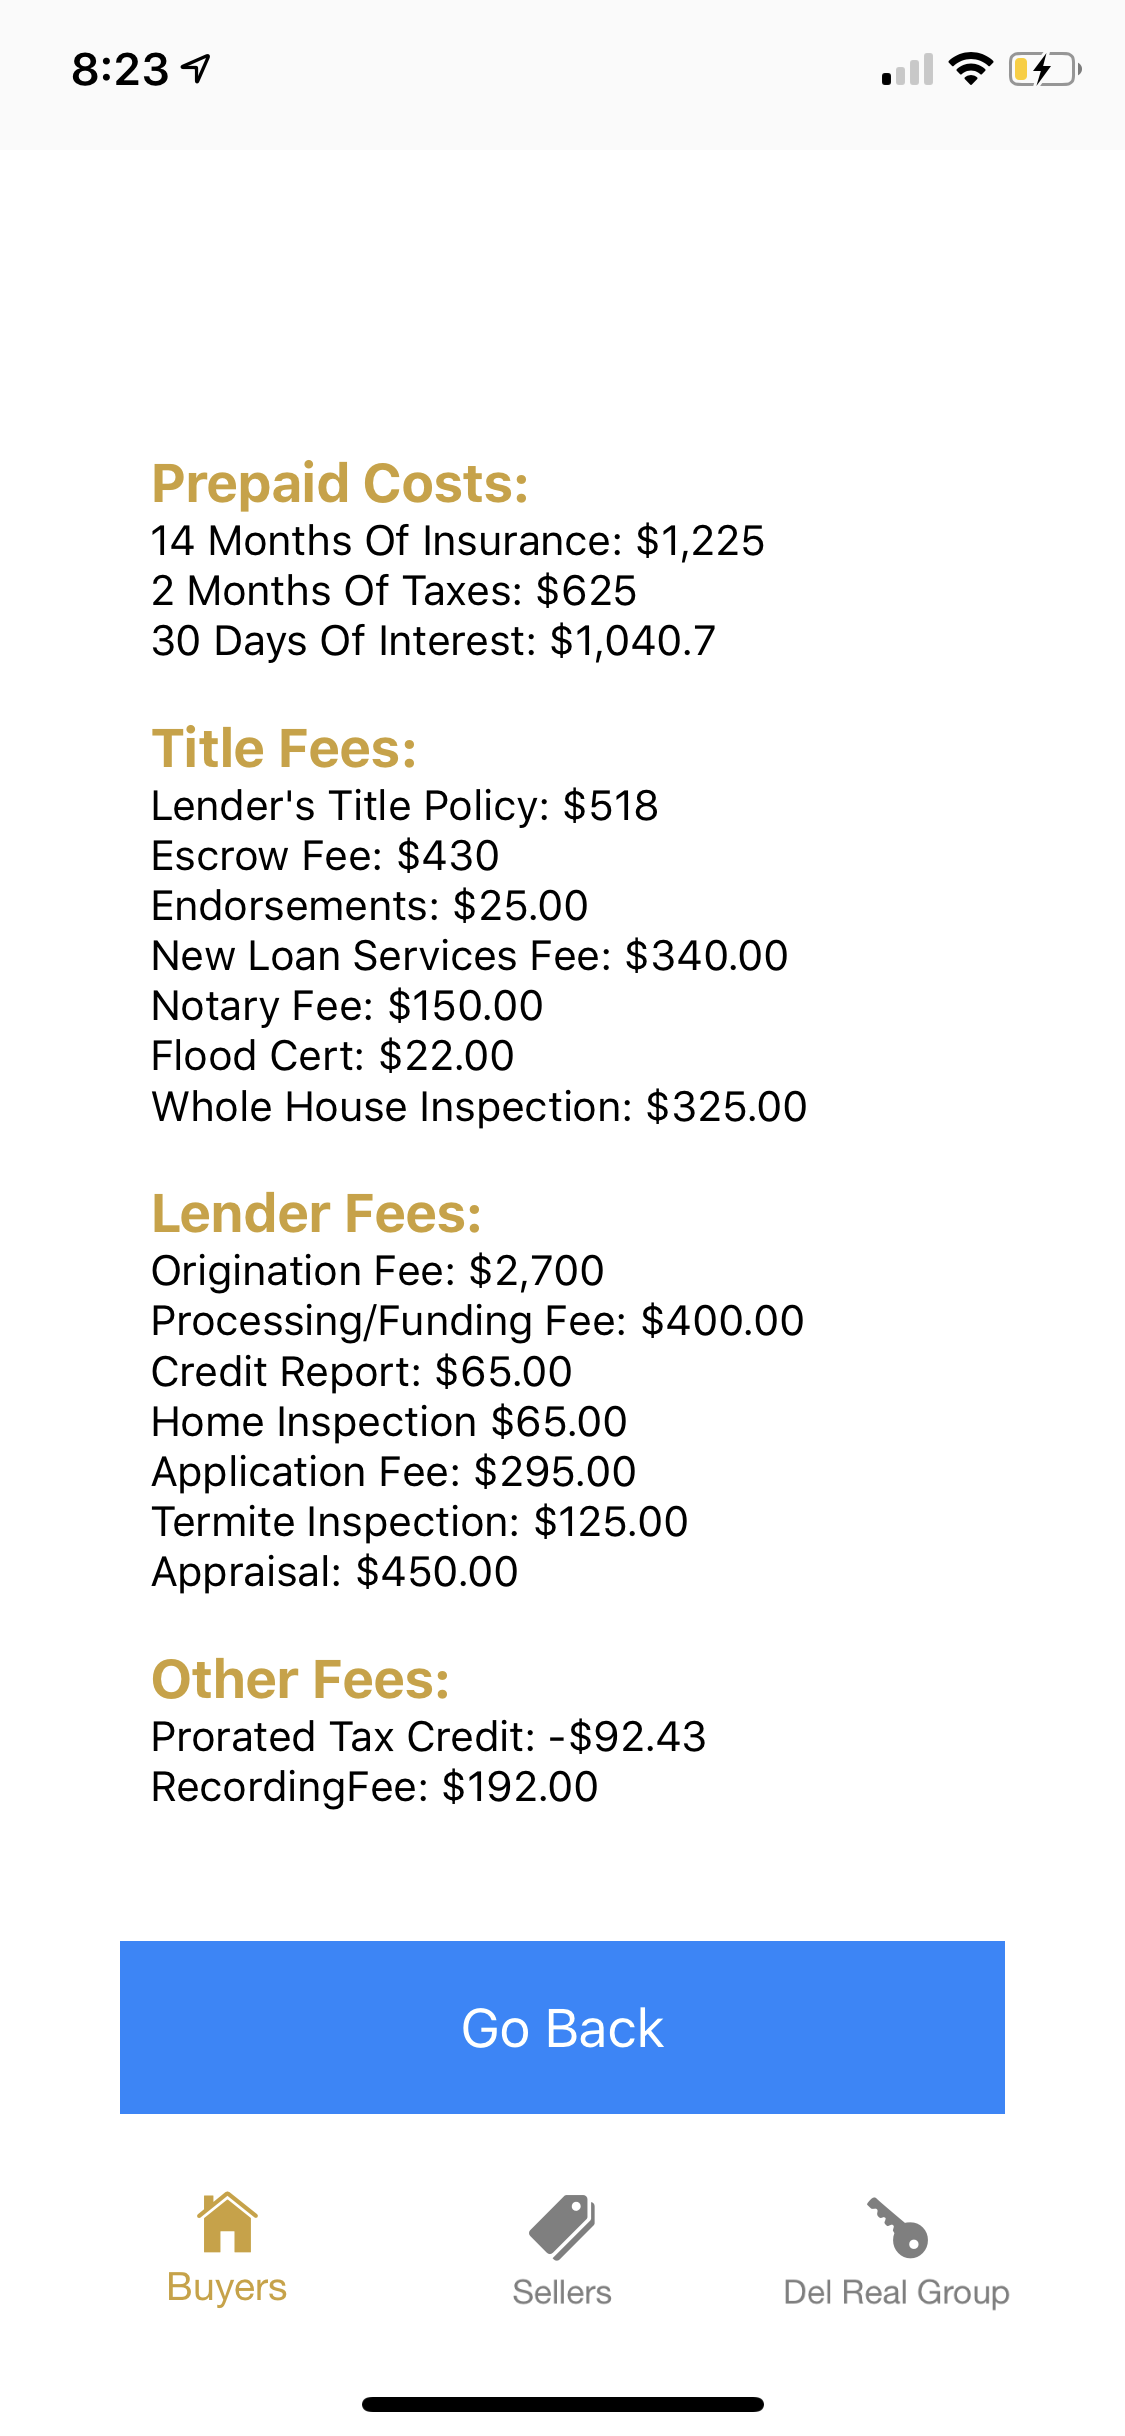 8:23
Prepaid Costs:
14 Months Of Insurance: $1,225
2 Months Of Taxes: $625
30 Days Of Interest: $1,040.7
Title Fees:
Lender's Title Policy: $518
Escrow Fee: $430
Endorsements: $25.00
New Loan Services Fee: $340.00
Notary Fee: $150.00
Flood Cert: $22.00
Whole House Inspection: $325.00
Lender Fees:
Origination Fee: $2,700
Processing/Funding Fee: $400.00
Credit Report: $65.00
Home Inspection $65.00
Application Fee: $295.00
Termite Inspection: $125.00
Appraisal: $450.00
Other Fees:
Prorated Tax Credit: -$92.43
RecordingFee: $192.00
Go Back
Buyers
Sellers
Del Real Group